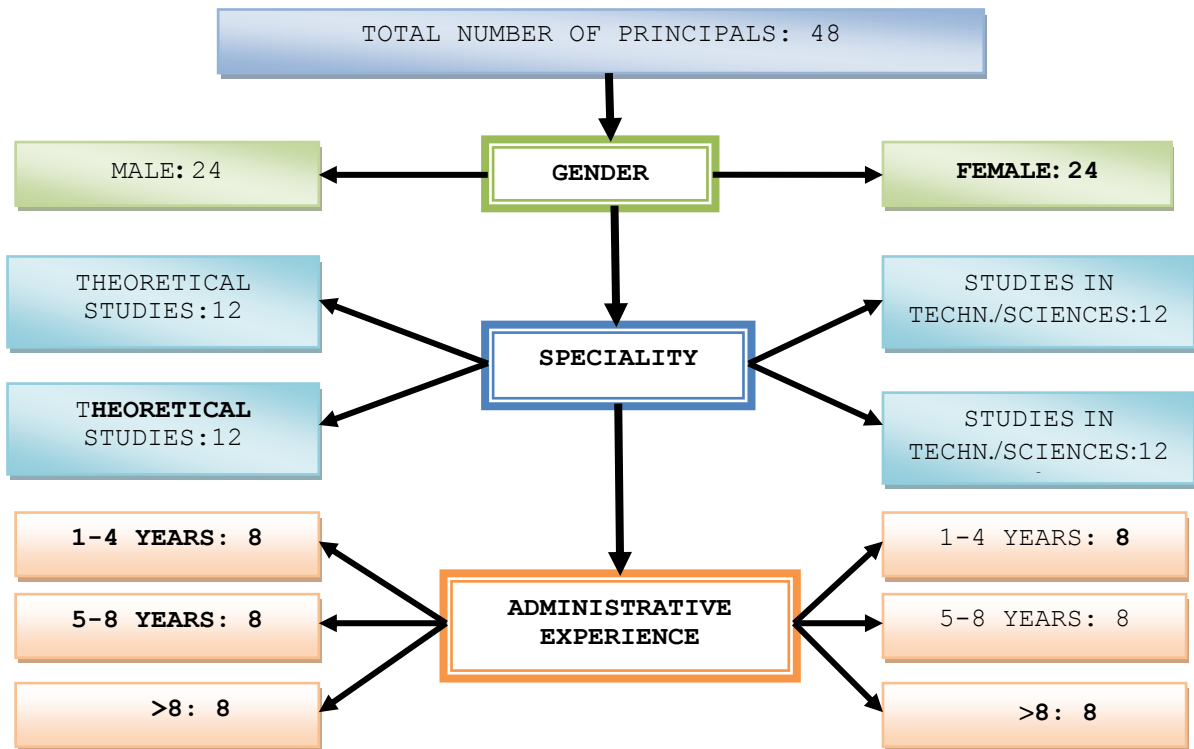 TOTAL NUMBER OF PRINCIPALS: 48
MALE: 24
GENDER
FEMALE: 24
THEORETICAL
STUDIES:12
STUDIES IN
TECHN./SCIENCES:12
SPECIALITY
THEORETICAL
STUDIES:12
STUDIES IN
TECHN./SCIENCES:12
1-4 YEARS: 8
1-4 YEARS: 8
5-8 YEARS: 8
ADMINISTRATIVE
EXPERIENCE
5-8 YEARS: 8
>8: 8
>8: 8